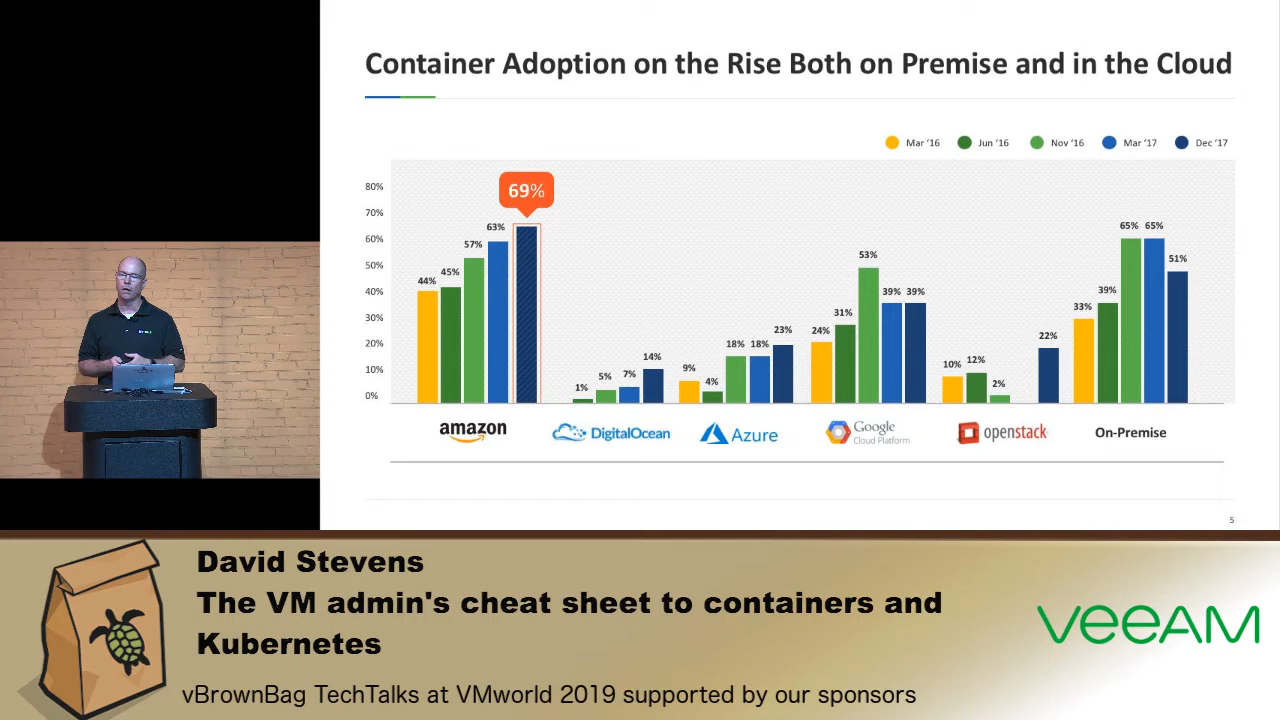 Container Adoption on the Rise Both on Premise and in the Cloud
Mar '16 Jun '16 Nov '16 Mar '17 Dec '17
80%
70%
60%
50%
40%
30%
20%
10%
0%
44% 45% 57% 63% 69%
1% 5% 7% 14%
9% 4% 18% 18% 23%
24% 31% 53% 39% 39%
10% 12% 2% 22%
33% 39% 65% 65% 51%
amazon DigitalOcean Azure Google Cloud Platform openstack On-Premise
5
David Stevens
The VM admin's cheat sheet to containers and
Kubernetes
vBrownBag TechTalks at VMworld 2019 supported by our sponsors
veeAM